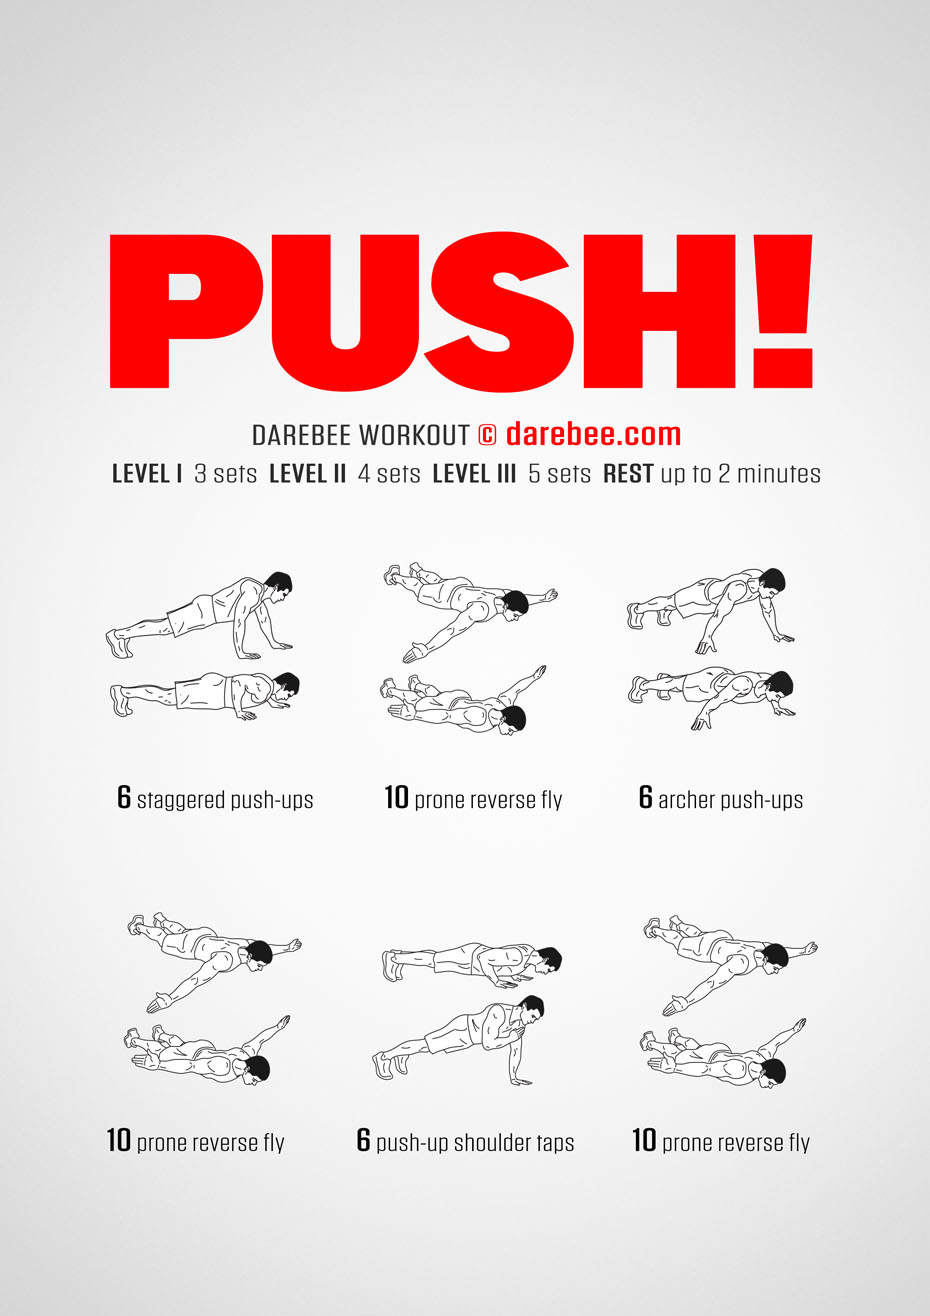 PUSH!
DAREBEE WORKOUT © darebee.com
LEVEL I 3 sets LEVEL II 4 sets LEVEL III 5 sets REST up to 2 minutes
6 staggered push-ups
10 prone reverse fly
6 archer push-ups
10 prone reverse fly
6 push-up shoulder taps
10 prone reverse fly